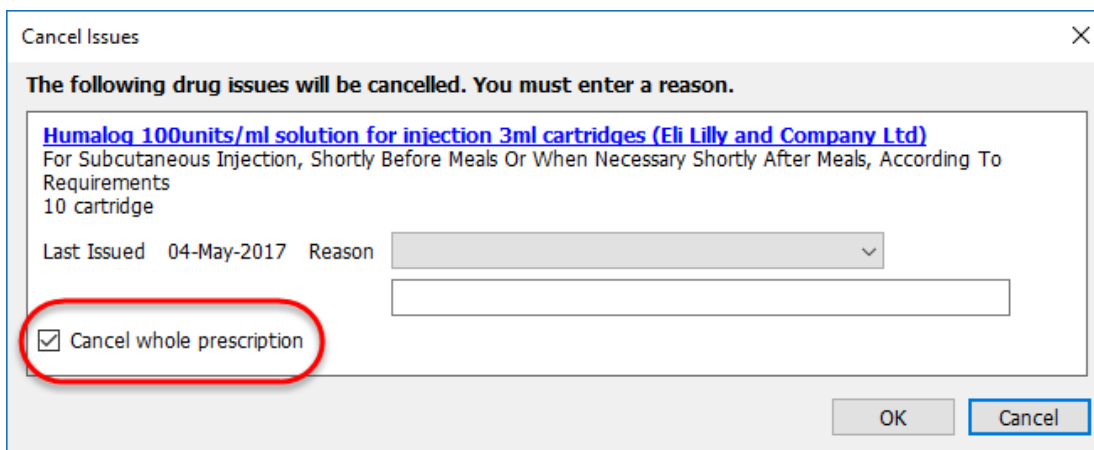 Cancel Issues
The following drug issues will be cancelled. You must enter a reason.
Humalog 100units/ml solution for injection 3ml cartridges (Eli Lilly and Company Ltd)
For Subcutaneous Injection, Shortly Before Meals Or When Necessary Shortly After Meals, According To
Requirements
10 cartridge
Last Issued 04-May-2017 Reason
Cancel whole prescription
OK Cancel